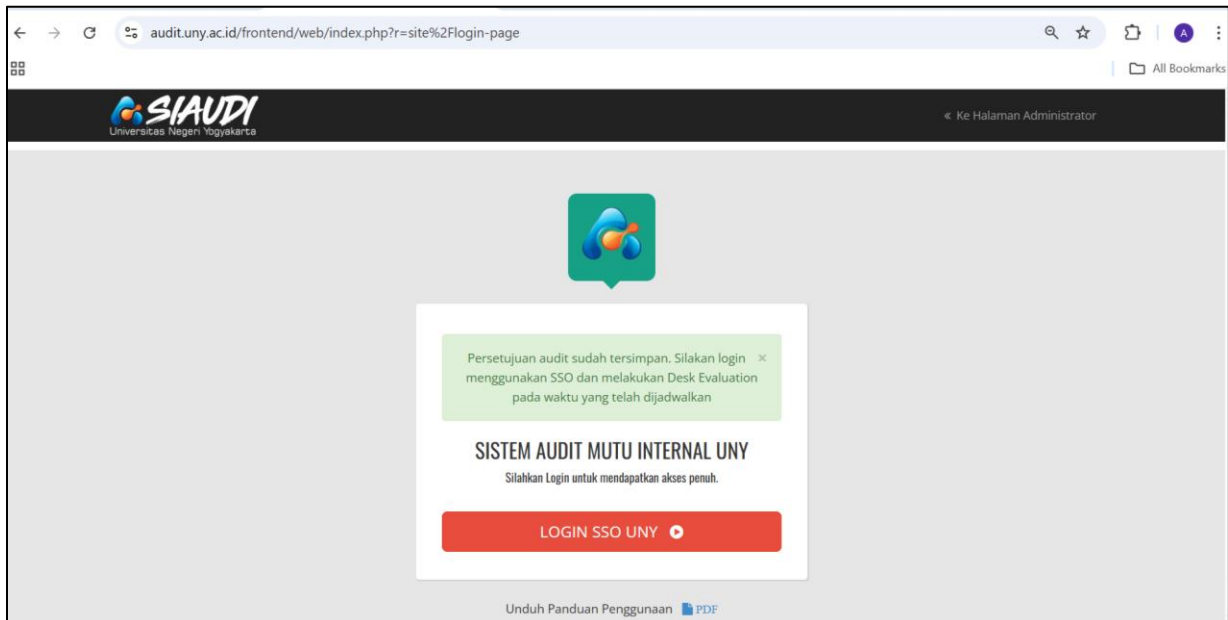 audit.uny.ac.id/frontend/web/index.php?r=site%2Flogin-page
A
All Bookmarks
SIAUDI
Universitas Negeri Yogyakarta
« Ke Halaman Administrator
Persetujuan audit sudah tersimpan. Silakan login ×
menggunakan SSO dan melakukan Desk Evaluation
pada waktu yang telah dijadwalkan
SISTEM AUDIT MUTU INTERNAL UNY
Silahkan Login untuk mendapatkan akses penuh.
LOGIN SSO UNY
Unduh Panduan Penggunaan PDF